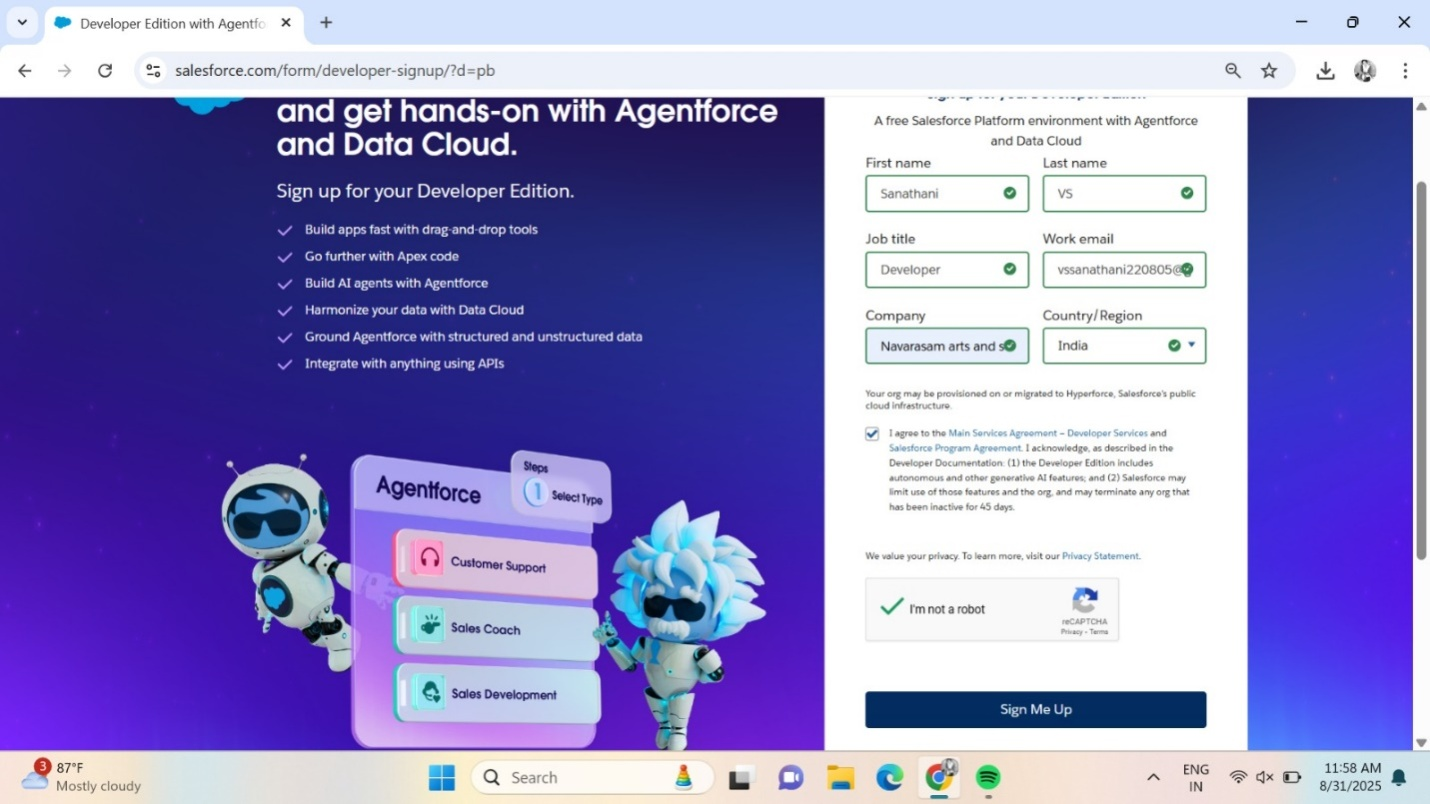 Developer Edition with Agentfo
salesforce.com/form/developer-signup/?d=pb
and get hands-on with Agentforce
and Data Cloud.
Sign up for your Developer Edition.
Build apps fast with drag-and-drop tools
Go further with Apex code
Build AI agents with Agentforce
Harmonize your data with Data Cloud
Ground Agentforce with structured and unstructured data
Integrate with anything using APIs
Agentforce
Steps
1 Select Type
Customer Support
Sales Coach
Sales Development
Sign up for your Developer Edition
A free Salesforce Platform environment with Agentforce
and Data Cloud
First name Last name
Sanathani VS
Job title Work email
Developer vssanathani220805@
Company Country/Region
Navarasam arts and s India
Your org may be provisioned on or migrated to Hyperforce, Salesforce's public
cloud infrastructure.
I agree to the Main Services Agreement – Developer Services and
Salesforce Program Agreement. I acknowledge, as described in the
Developer Documentation: (1) the Developer Edition includes
autonomous and other generative AI features; and (2) Salesforce may
limit use of those features and the org, and may terminate any org that
has been inactive for 45 days.
We value your privacy. To learn more, visit our Privacy Statement.
I'm not a robot
reCAPTCHA
Privacy - Terms
Sign Me Up
3
87°F
Mostly cloudy
Search
ENG
IN
11:58 AM
8/31/2025